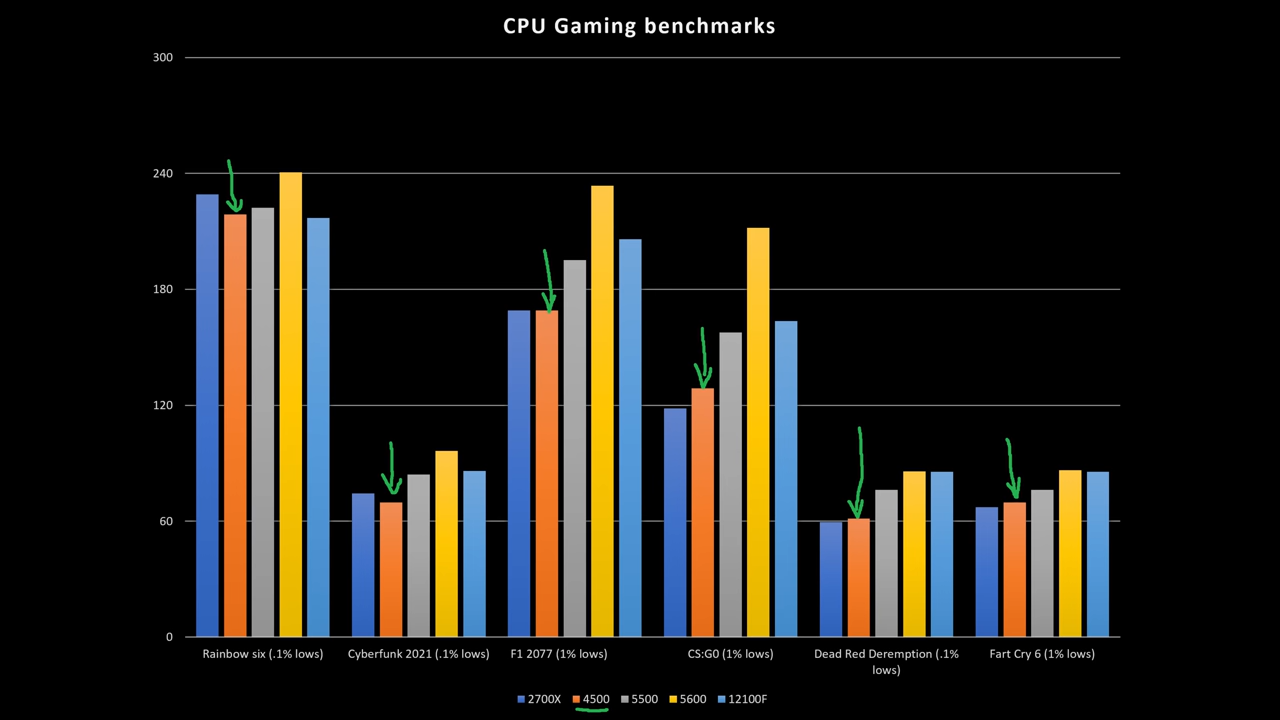 CPU Gaming benchmarks
300
240
180
120
60
0
Rainbow six (.1% lows) Cyberfunk 2021 (.1% lows) F1 2077 (1% lows) CS:G0 (1% lows) Dead Red Deremption (.1% Fart Cry 6 (1% lows)
lows)
2700X 4500 5500 5600 12100F